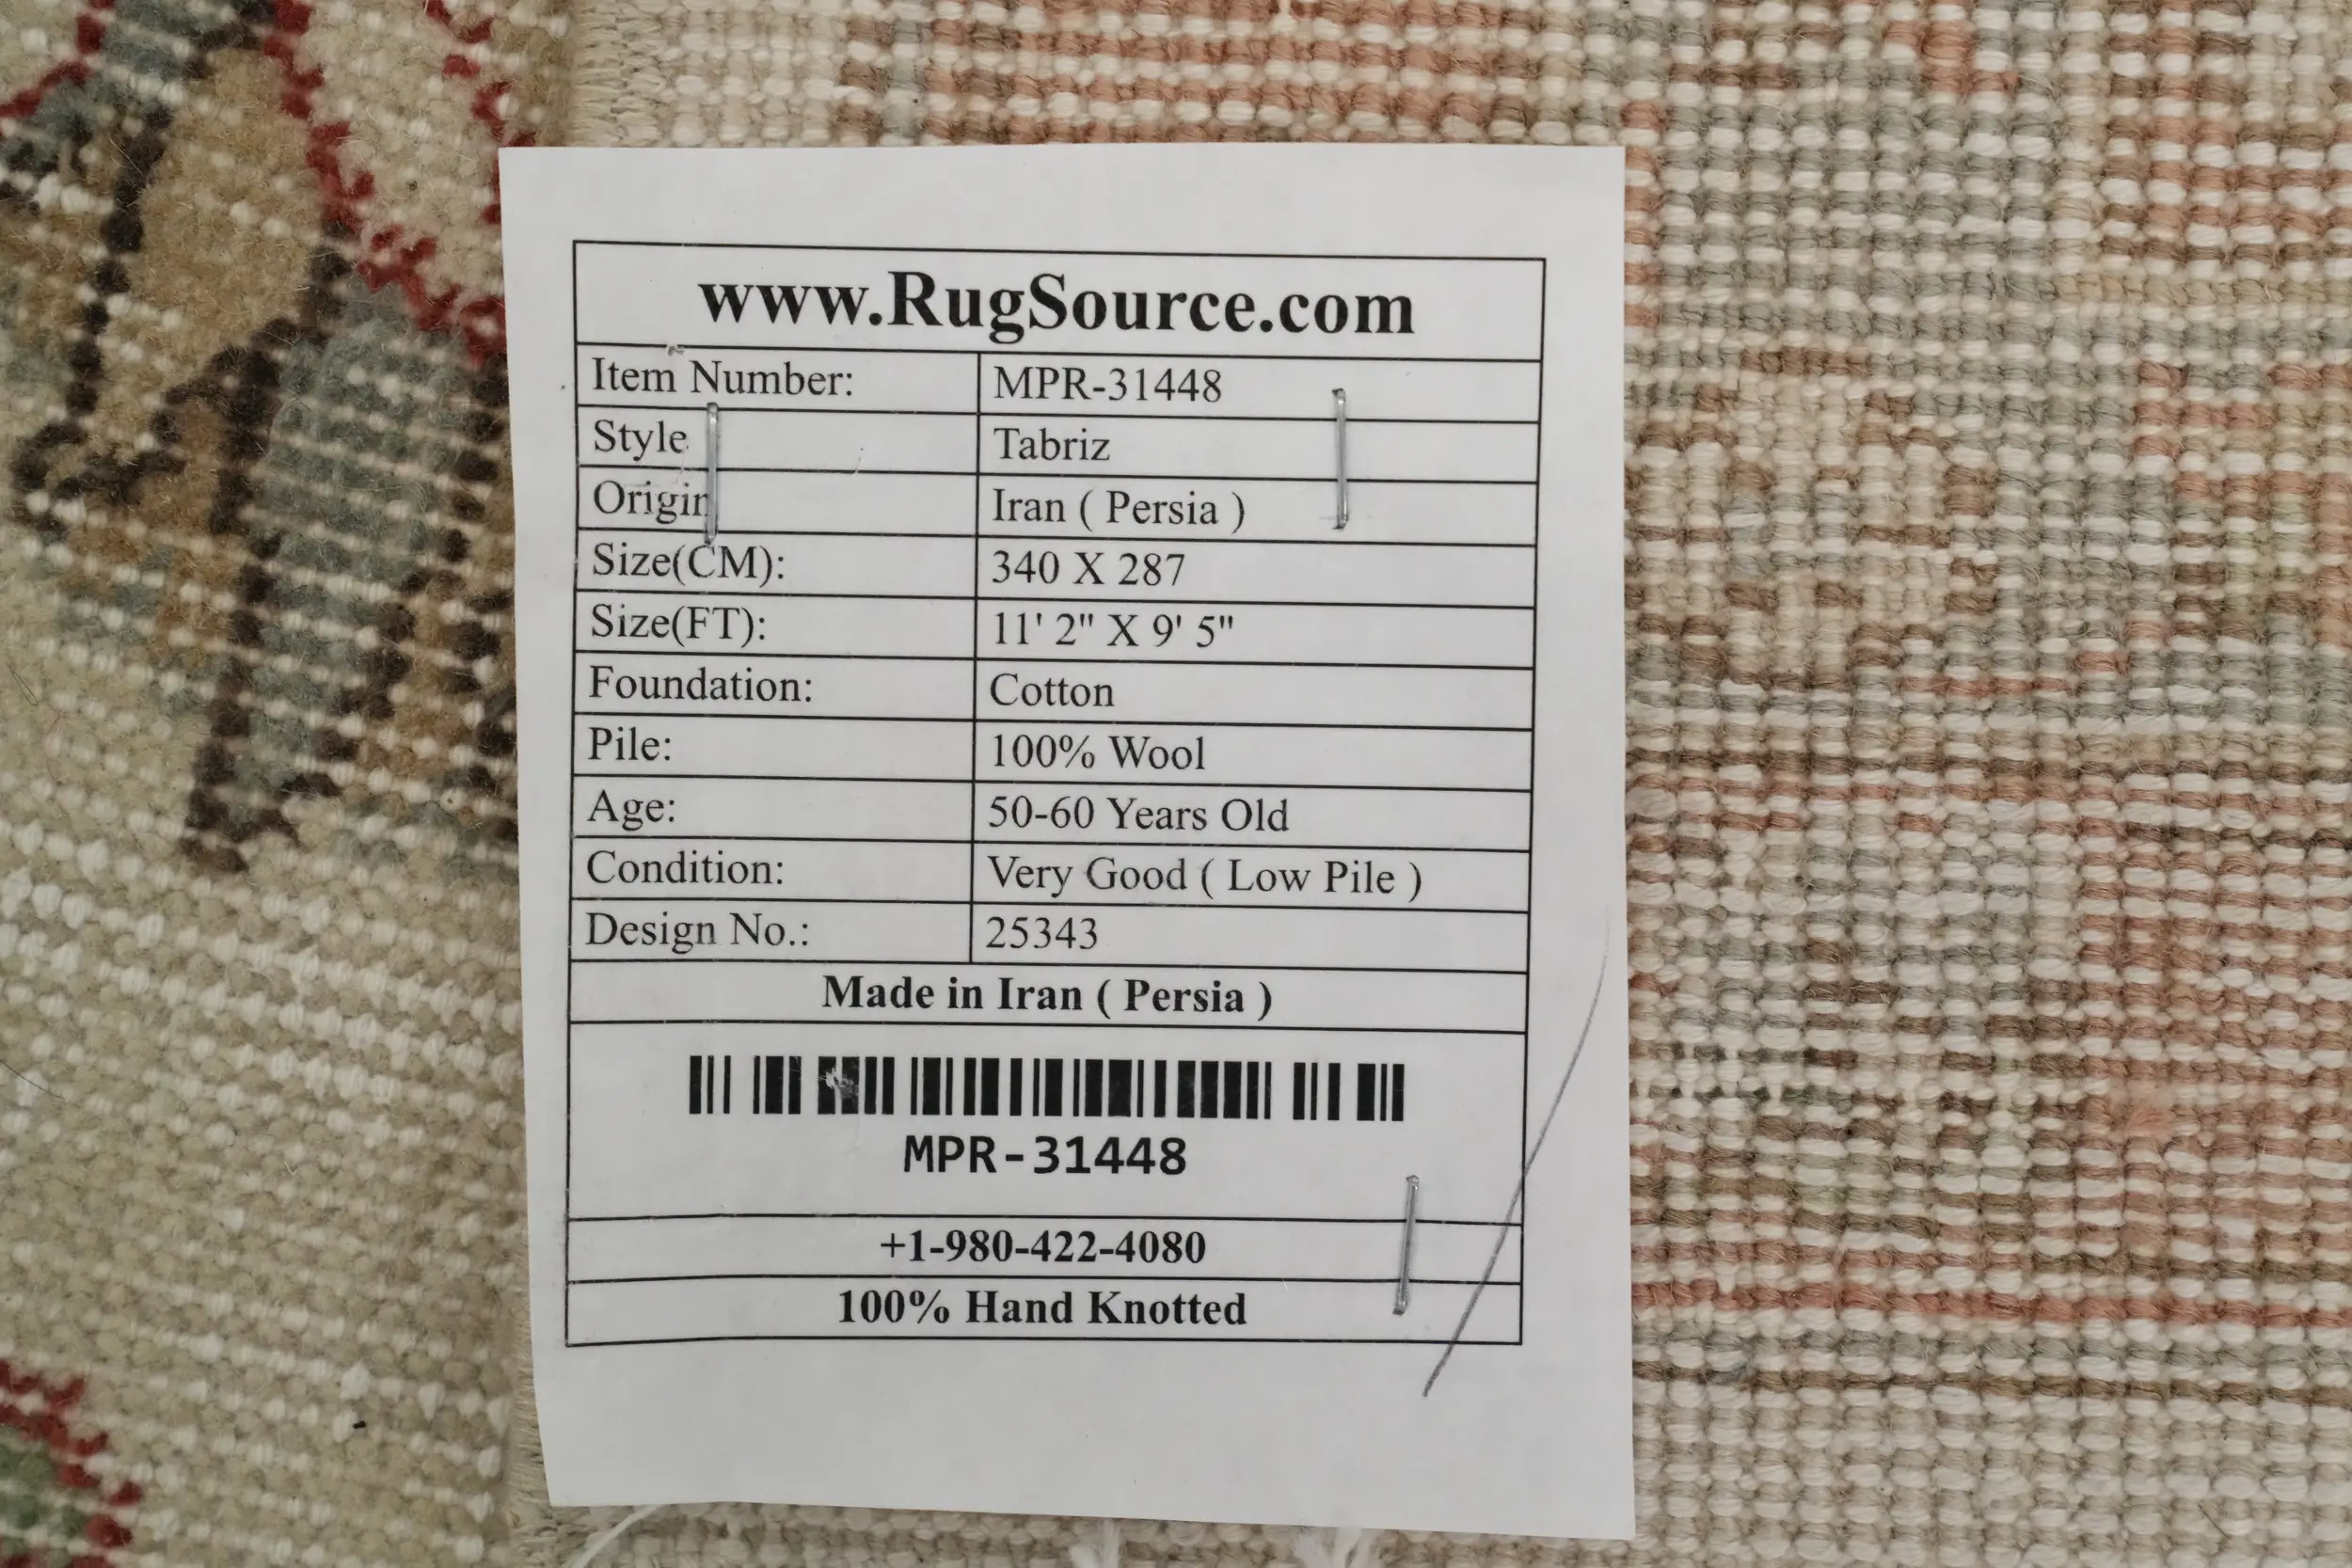 www.RugSource.com
Item Number: MPR-31448
Style Tabriz
Origin Iran ( Persia )
Size(CM): 340 X 287
Size(FT): 11' 2" X 9' 5"
Foundation: Cotton
Pile: 100% Wool
Age: 50-60 Years Old
Condition: Very Good ( Low Pile )
Design No.: 25343
Made in Iran ( Persia )
MPR-31448
+1-980-422-4080
100% Hand Knotted